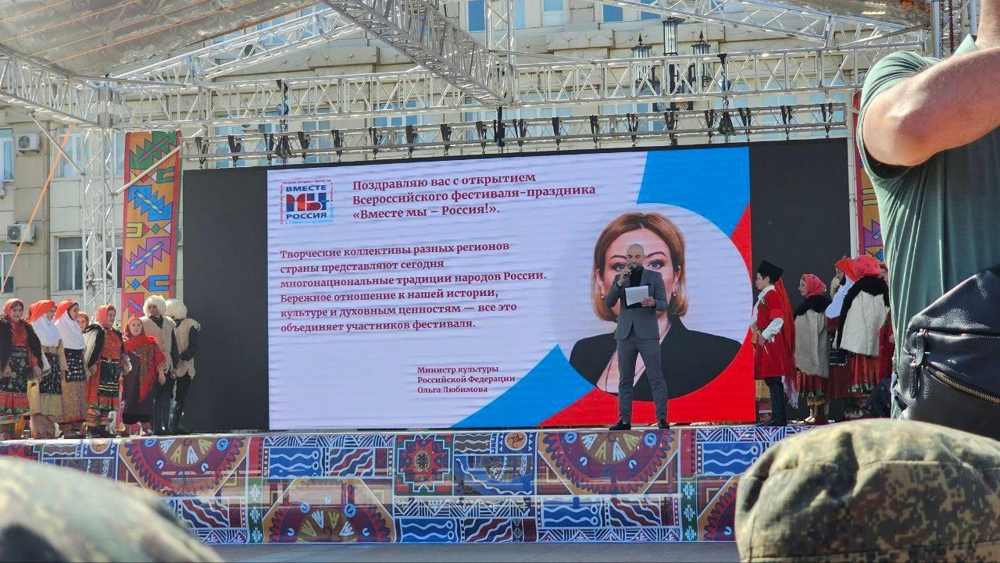 ВМЕСТЕ
МЫ
РОССИЯ
Поздравляю вас с открытием
Всероссийского фестиваля-праздника
«Вместе мы – Россия!».
Творческие коллективы разных регионов
страны представляют сегодня
многонациональные традиции народов России.
Бережное отношение к нашей истории,
культуре и духовным ценностям — все это
объединяет участников фестиваля.
Министр культуры
Российской Федерации
Ольга Любимова